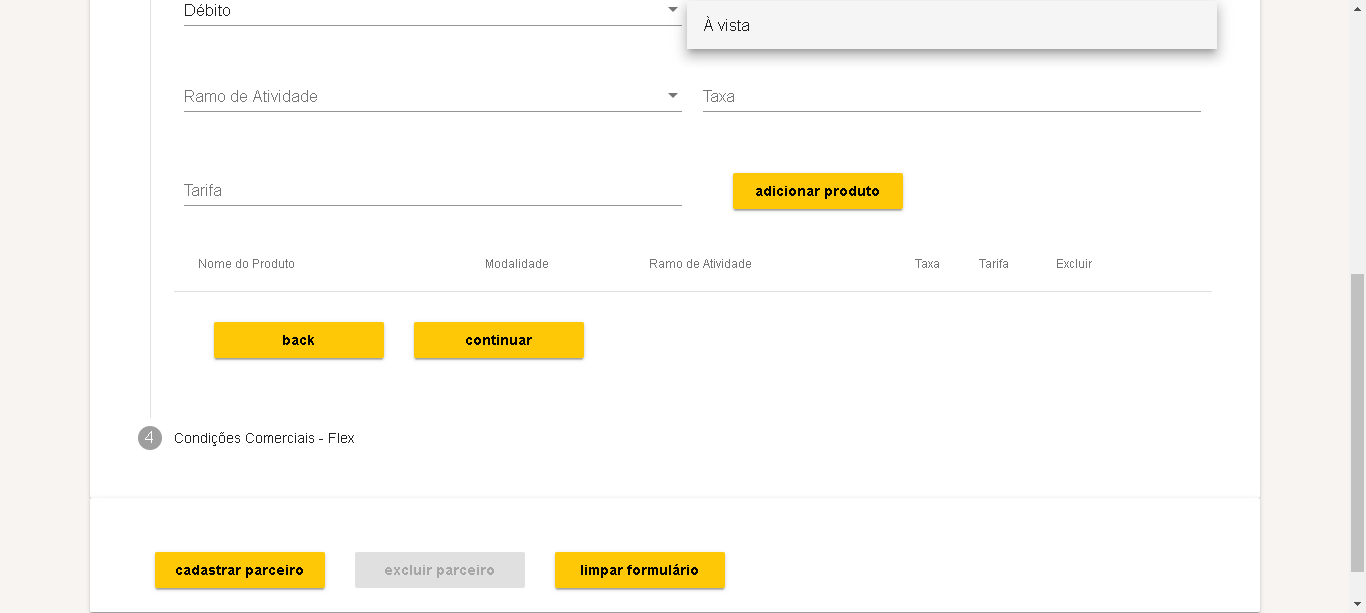 Débito
À vista
Ramo de Atividade
Taxa
Tarifa
adicionar produto
Nome do Produto Modalidade Ramo de Atividade Taxa Tarifa Excluir
back continuar
4 Condições Comerciais - Flex
cadastrar parceiro excluir parceiro limpar formulário